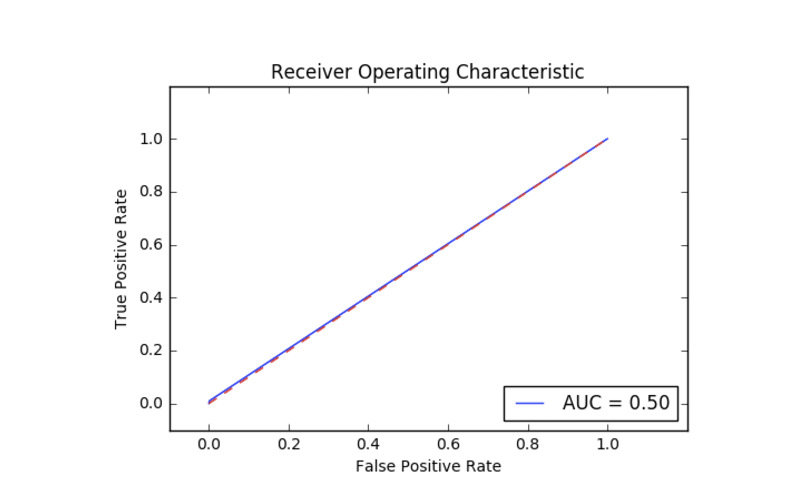 Receiver Operating Characteristic
True Positive Rate
1.0
0.8
0.6
0.4
0.2
0.0
AUC = 0.50
0.0 0.2 0.4 0.6 0.8 1.0
False Positive Rate